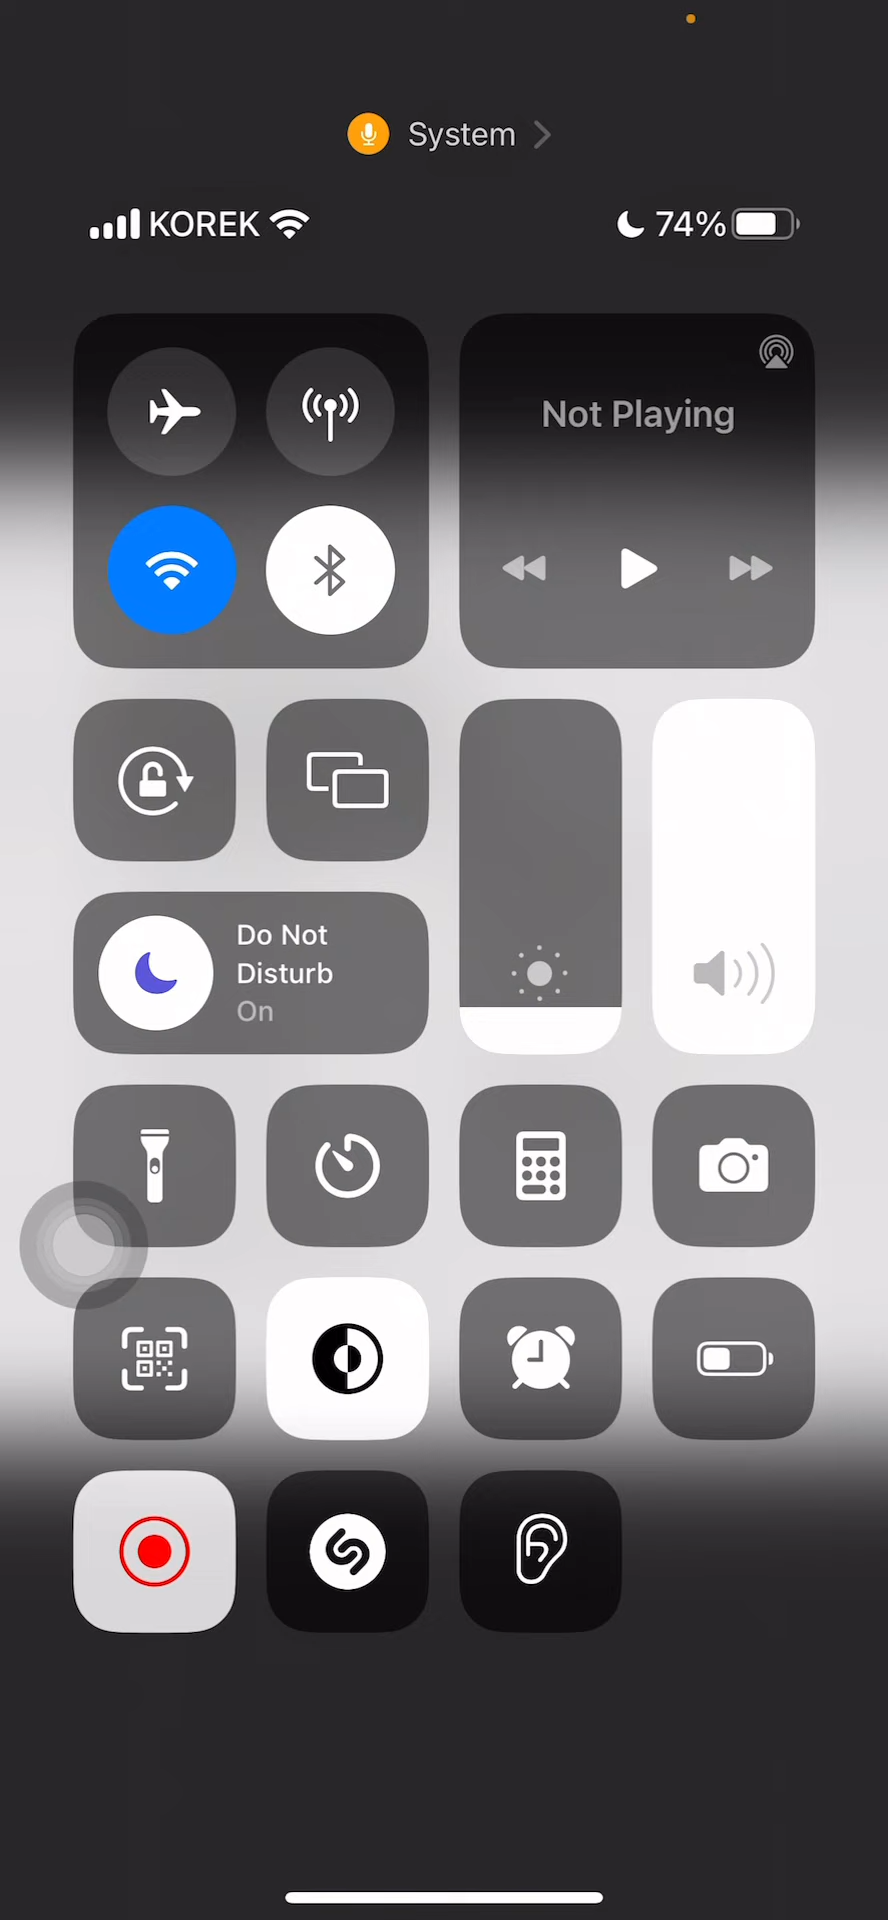 System
KOREK
74%
Not Playing
Do Not
Disturb
On